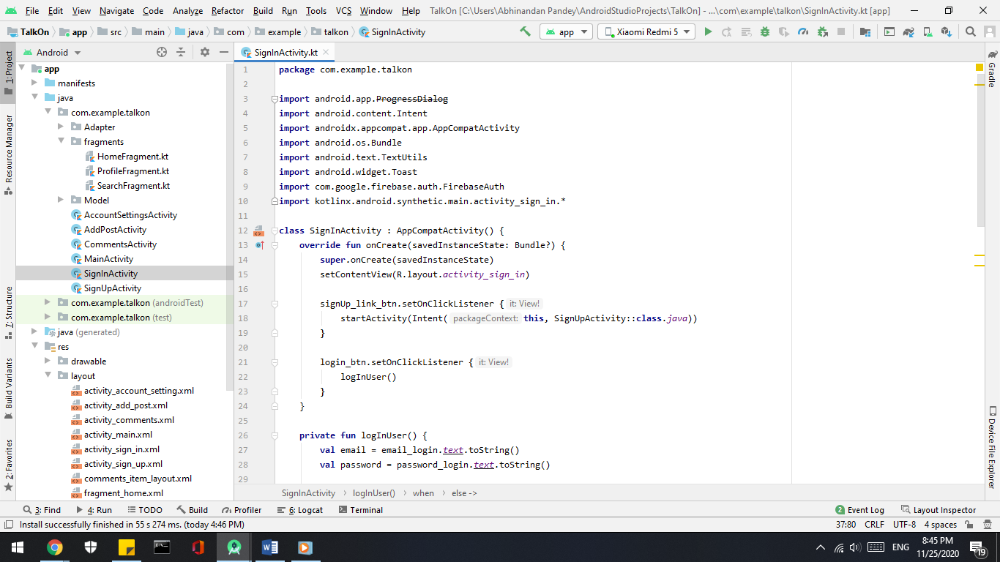 File Edit View Navigate Code Analyze Refactor Build Run Tools VCS Window Help TalkOn [C:\Users\Abhinandan Pandey\AndroidStudioProjects\TalkOn] - ...\com\example\talkon\SignInActivity.kt [app]
TalkOn app src main java com example talkon SignInActivity app Xiaomi Redmi 5
Android
SignInActivity.kt
1: Project
Resource Manager
7: Structure
Build Variants
2: Favorites
app
manifests
java
com.example.talkon
Adapter
fragments
HomeFragment.kt
ProfileFragment.kt
SearchFragment.kt
Model
AccountSettingsActivity
AddPostActivity
CommentsActivity
MainActivity
SignInActivity
SignUpActivity
com.example.talkon (androidTest)
com.example.talkon (test)
java (generated)
res
drawable
layout
activity_account_setting.xml
activity_add_post.xml
activity_comments.xml
activity_main.xml
activity_sign_in.xml
activity_sign_up.xml
comments_item_layout.xml
fragment_home.xml
1 package com.example.talkon
2
3 import android.app.ProgressDialog
4 import android.content.Intent
5 import androidx.appcompat.app.AppCompatActivity
6 import android.os.Bundle
7 import android.text.TextUtils
8 import android.widget.Toast
9 import com.google.firebase.auth.FirebaseAuth
10 import kotlinx.android.synthetic.main.activity_sign_in.*
11
12 class SignInActivity : AppCompatActivity() {
13 override fun onCreate(savedInstanceState: Bundle?) {
14 super.onCreate(savedInstanceState)
15 setContentView(R.layout.activity_sign_in)
16
17 signUp_link_btn.setOnClickListener { it: View!
18 startActivity(Intent( packageContext: this, SignUpActivity::class.java))
19 }
20
21 login_btn.setOnClickListener { it: View!
22 logInUser()
23 }
24 }
25
26 private fun logInUser() {
27 val email = email_login.text.toString()
28 val password = password_login.text.toString()
29
Gradle
Device File Explorer
SignInActivity logInUser() when else ->
3: Find 4: Run TODO Build Profiler 6: Logcat Terminal 2 Event Log Layout Inspector
Install successfully finished in 55 s 274 ms. (today 4:46 PM) 37:80 CRLF UTF-8 4 spaces
ENG 8:45 PM 11/25/2020 19